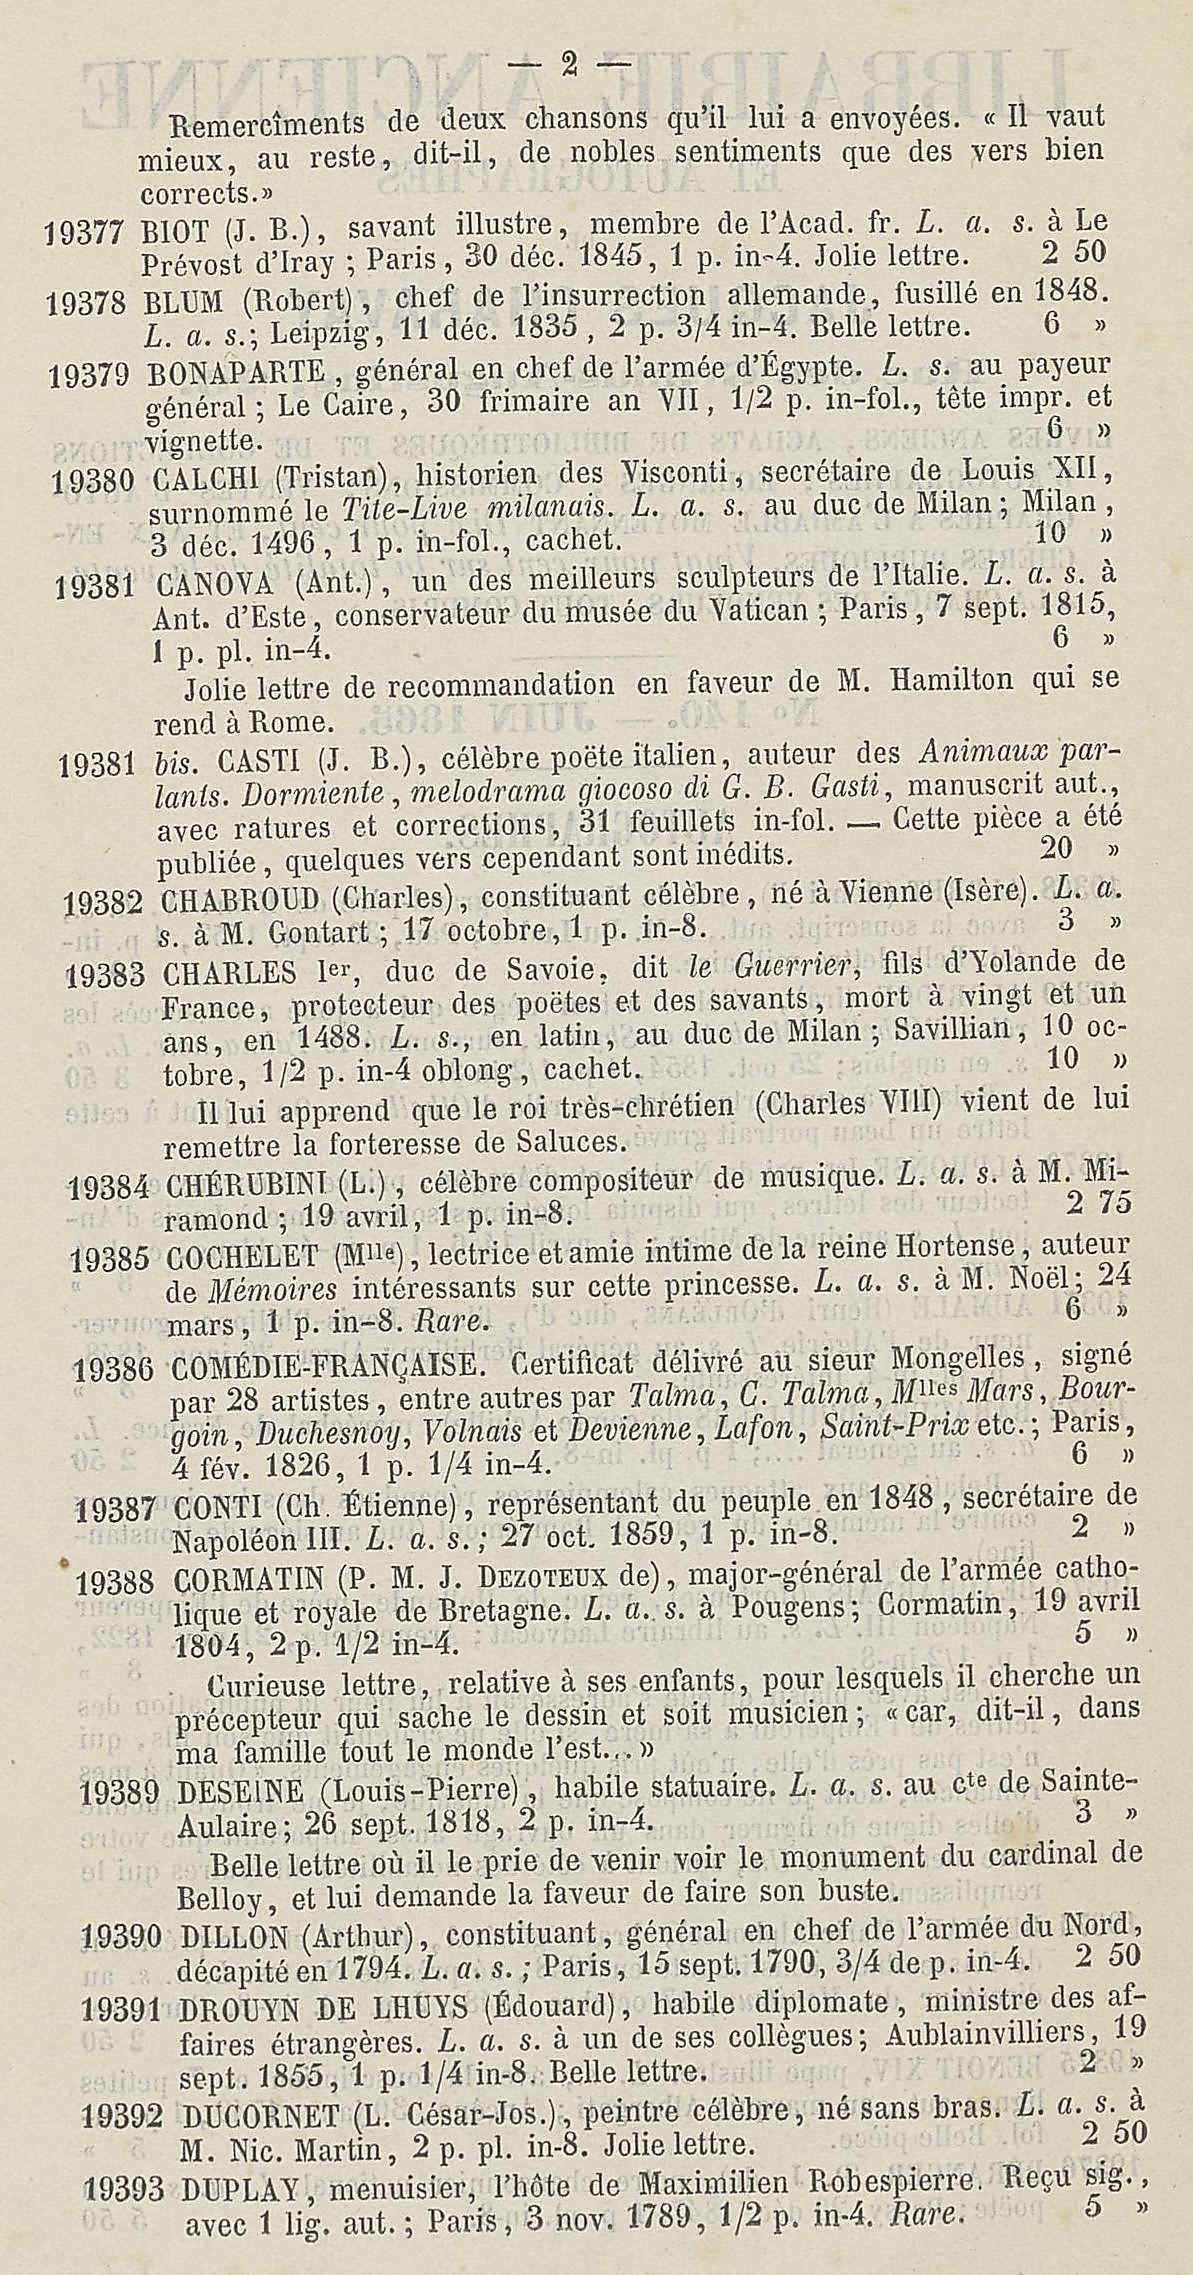 — 2 —
Remercîments de deux chansons qu'il lui a envoyées. « Il vaut
mieux, au reste, dit-il, de nobles sentiments que des vers bien
corrects.»
19377 BIOT (J. B.), savant illustre, membre de l'Acad. fr. L. a. s. à Le
Prévost d'Iray ; Paris, 30 déc. 1845, 1 p. in-4. Jolie lettre. 2 50
19378 BLUM (Robert), chef de l'insurrection allemande, fusillé en 1848.
L. a. s.; Leipzig, 11 déc. 1835, 2 p. 3/4 in-4. Belle lettre. 6 »
19379 BONAPARTE, général en chef de l'armée d'Égypte. L. s. au payeur
général ; Le Caire, 30 frimaire an VII, 1/2 p. in-fol., tête impr. et
vignette. 6 »
19380 CALCHI (Tristan), historien des Visconti, secrétaire de Louis XII,
surnommé le Tite-Live milanais. L. a. s. au duc de Milan ; Milan,
3 déc. 1496, 1 p. in-fol., cachet. 10 »
19381 CANOVA (Ant.), un des meilleurs sculpteurs de l'Italie. L. a. s. à
Ant. d'Este, conservateur du musée du Vatican ; Paris, 7 sept. 1815,
1 p. pl. in-4. 6 »
Jolie lettre de recommandation en faveur de M. Hamilton qui se
rend à Rome.
19381 bis. CASTI (J. B.), célèbre poëte italien, auteur des Animaux par-
lants. Dormiente, melodrama giocoso di G. B. Gasti, manuscrit aut.,
avec ratures et corrections, 31 feuillets in-fol. — Cette pièce a été
publiée, quelques vers cependant sont inédits. 20 »
19382 CHABROUD (Charles), constituant célèbre, né à Vienne (Isère). L. a.
s. à M. Gontart ; 17 octobre, 1 p. in-8. 3 »
19383 CHARLES Ier, duc de Savoie, dit le Guerrier, fils d'Yolande de
France, protecteur des poëtes et des savants, mort à vingt et un
ans, en 1488. L. s., en latin, au duc de Milan ; Savillian, 10 oc-
tobre, 1/2 p. in-4 oblong, cachet. 10 »
Il lui apprend que le roi très-chrétien (Charles VIII) vient de lui
remettre la forteresse de Saluces.
19384 CHÉRUBINI (L.), célèbre compositeur de musique. L. a. s. à M. Mi-
ramond ; 19 avril, 1 p. in-8. 2 75
19385 COCHELET (Mlle), lectrice et amie intime de la reine Hortense, auteur
de Mémoires intéressants sur cette princesse. L. a. s. à M. Noël ; 24
mars, 1 p. in-8. Rare. 6 »
19386 COMÉDIE-FRANÇAISE. Certificat délivré au sieur Mongelles, signé
par 28 artistes, entre autres par Talma, C. Talma, Mlles Mars, Bour-
goin, Duchesnoy, Volnais et Devienne, Lafon, Saint-Prix etc. ; Paris,
4 fév. 1826, 1 p. 1/4 in-4. 6 »
19387 CONTI (Ch. Étienne), représentant du peuple en 1848, secrétaire de
Napoléon III. L. a. s. ; 27 oct. 1859, 1 p. in-8. 2 »
19388 CORMATIN (P. M. J. DEZOTEUX de), major-général de l'armée catho-
lique et royale de Bretagne. L. a. s. à Pougens ; Cormatin, 19 avril
1804, 2 p. 1/2 in-4. 5 »
Curieuse lettre, relative à ses enfants, pour lesquels il cherche un
précepteur qui sache le dessin et soit musicien ; « car, dit-il, dans
ma famille tout le monde l'est... »
19389 DESEINE (Louis-Pierre), habile statuaire. L. a. s. au cte de Sainte-
Aulaire ; 26 sept. 1818, 2 p. in-4. 3 »
Belle lettre où il le prie de venir voir le monument du cardinal de
Belloy, et lui demande la faveur de faire son buste.
19390 DILLON (Arthur), constituant, général en chef de l'armée du Nord,
décapité en 1794. L. a. s. ; Paris, 15 sept. 1790, 3/4 de p. in-4. 2 50
19391 DROUYN DE LHUYS (Édouard), habile diplomate, ministre des af-
faires étrangères. L. a. s. à un de ses collègues ; Aublainvilliers, 19
sept. 1855, 1 p. 1/4 in-8. Belle lettre. 2 »
19392 DUCORNET (L. César-Jos.), peintre célèbre, né sans bras. L. a. s. à
M. Nic. Martin, 2 p. pl. in-8. Jolie lettre. 2 50
19393 DUPLAY, menuisier, l'hôte de Maximilien Robespierre. Reçu sig.,
avec 1 lig. aut. ; Paris, 3 nov. 1789, 1/2 p. in-4. Rare. 5 »